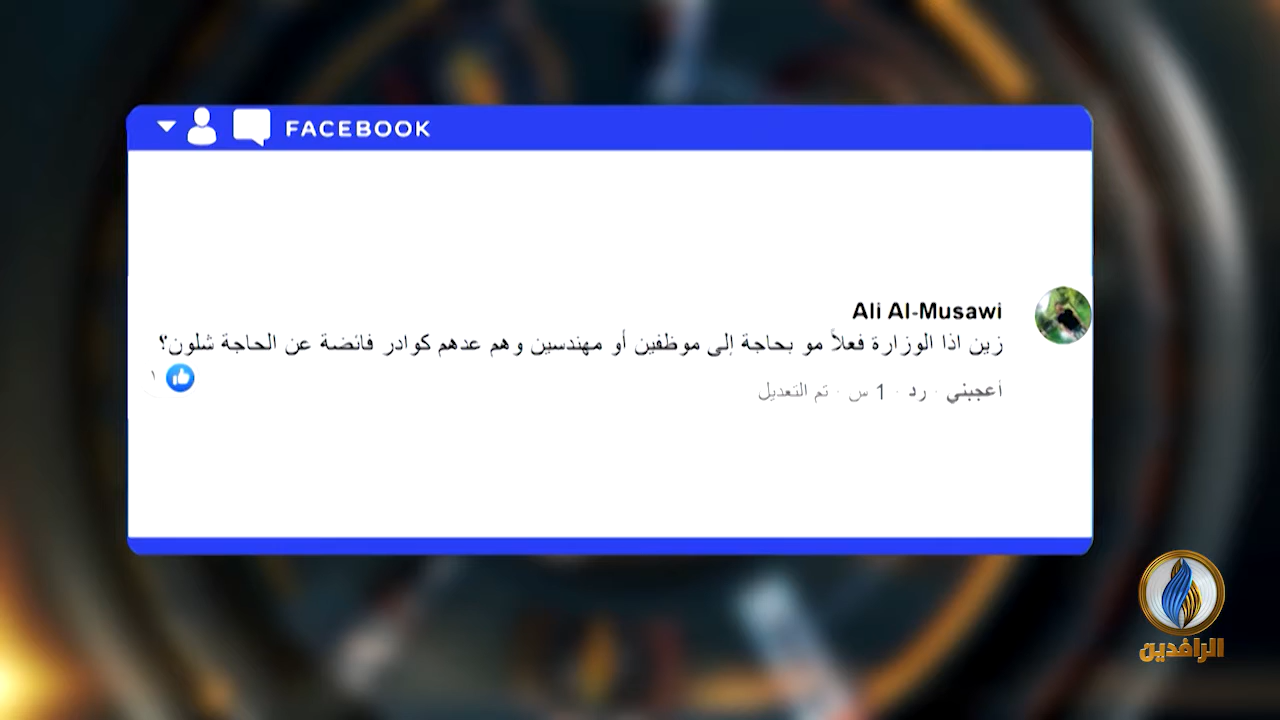 FACEBOOK
Ali Al-Musawi
زين اذا الوزارة فعلاً مو بحاجة إلى موظفين أو مهندسين وهم عدهم كوادر فائضة عن الحاجة شلون؟
١
أعجبني · رد · 1 س · تم التعديل
الرافدين